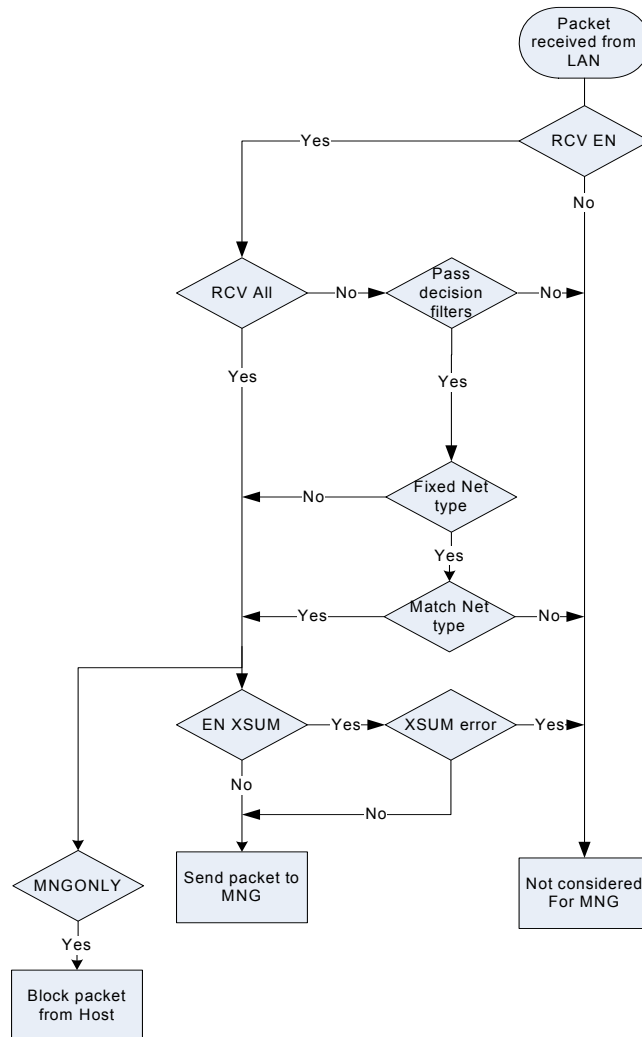 Packet
received from
LAN
Yes
RCV EN
No
RCV All
No
Pass
decision
filters
No
Yes
Yes
No
Fixed Net
type
Yes
Yes
Match Net
type
No
EN XSUM
Yes
XSUM error
Yes
No
No
MNGONLY
Send packet to
MNG
Not considered
For MNG
Yes
Block packet
from Host